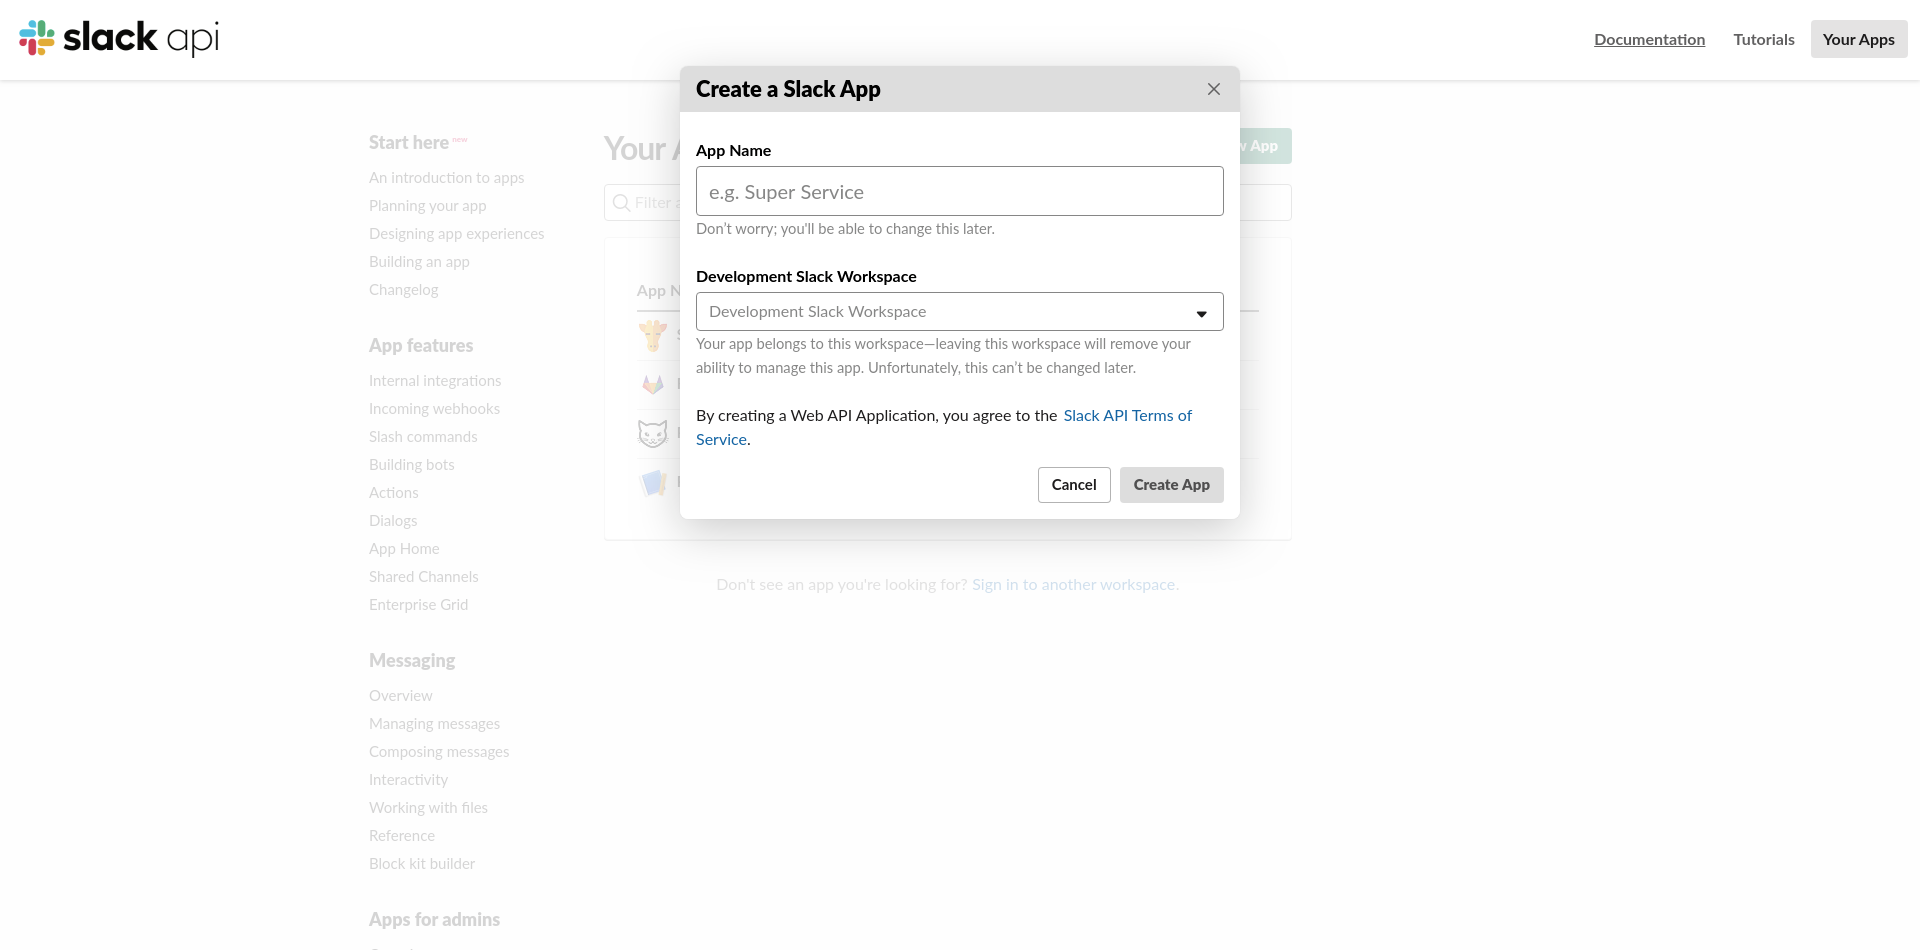 slack api
Documentation
Tutorials
Your Apps
Create a Slack App
App Name
e.g. Super Service
Don't worry; you'll be able to change this later.
Development Slack Workspace
Development Slack Workspace
Your app belongs to this workspace—leaving this workspace will remove your
ability to manage this app. Unfortunately, this can't be changed later.
By creating a Web API Application, you agree to the Slack API Terms of
Service.
Cancel
Create App
Start here new
An introduction to apps
Planning your app
Designing app experiences
Building an app
Changelog
App features
Internal integrations
Incoming webhooks
Slash commands
Building bots
Actions
Dialogs
App Home
Shared Channels
Enterprise Grid
Messaging
Overview
Managing messages
Composing messages
Interactivity
Working with files
Reference
Block kit builder
Apps for admins
Your
App
Filter
App
Don't see an app you're looking for? Sign in to another workspace.